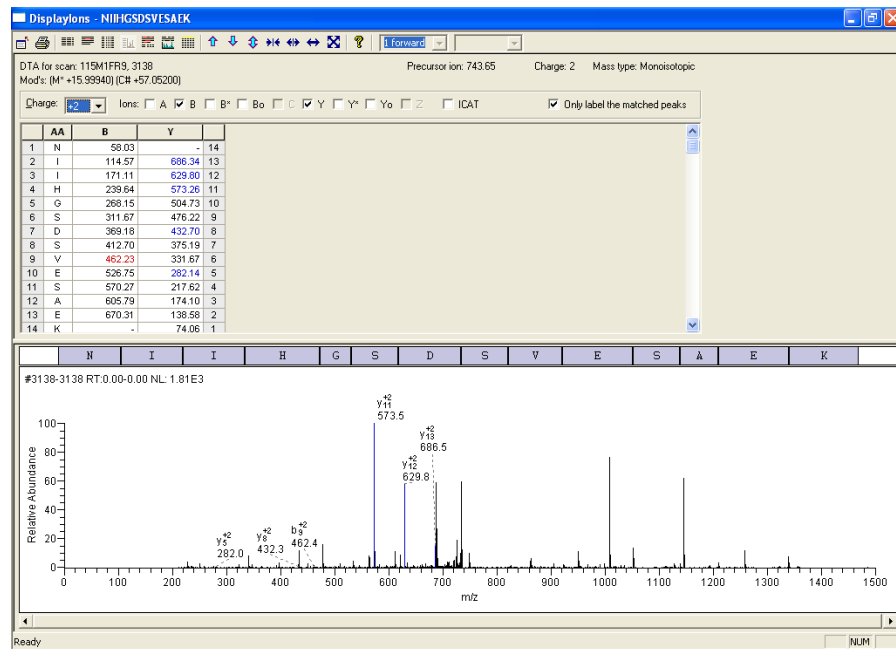 DisplayIons - NIIHGSDSVESAEK
1 forward
DTA for scan: 115M1FR9, 3138 Precursor ion: 743.65 Charge: 2 Mass type: Monoisotopic
Mod's: (M* +15.99940) (C# +57.05200)
Charge: +2 Ions: A B B* Bo C Y Y* Yo Z ICAT Only label the matched peaks
AA B Y
1 N 58.03 - 14
2 I 114.57 686.34 13
3 I 171.11 629.80 12
4 H 239.64 573.26 11
5 G 268.15 504.73 10
6 S 311.67 476.22 9
7 D 369.18 432.70 8
8 S 412.70 375.19 7
9 V 462.23 331.67 6
10 E 526.75 282.14 5
11 S 570.27 217.62 4
12 A 605.79 174.10 3
13 E 670.31 138.58 2
14 K - 74.06 1
N I I H G S D S V E S A E K
#3138-3138 RT:0.00-0.00 NL: 1.81E3
y11+2
573.5
y13+2
686.5
y12+2
629.8
y5+2
282.0
y8+2
432.3
b9+2
462.4
Relative Abundance
100
80
60
40
20
0
0 100 200 300 400 500 600 700 800 900 1000 1100 1200 1300 1400 1500
m/z
Ready NUM